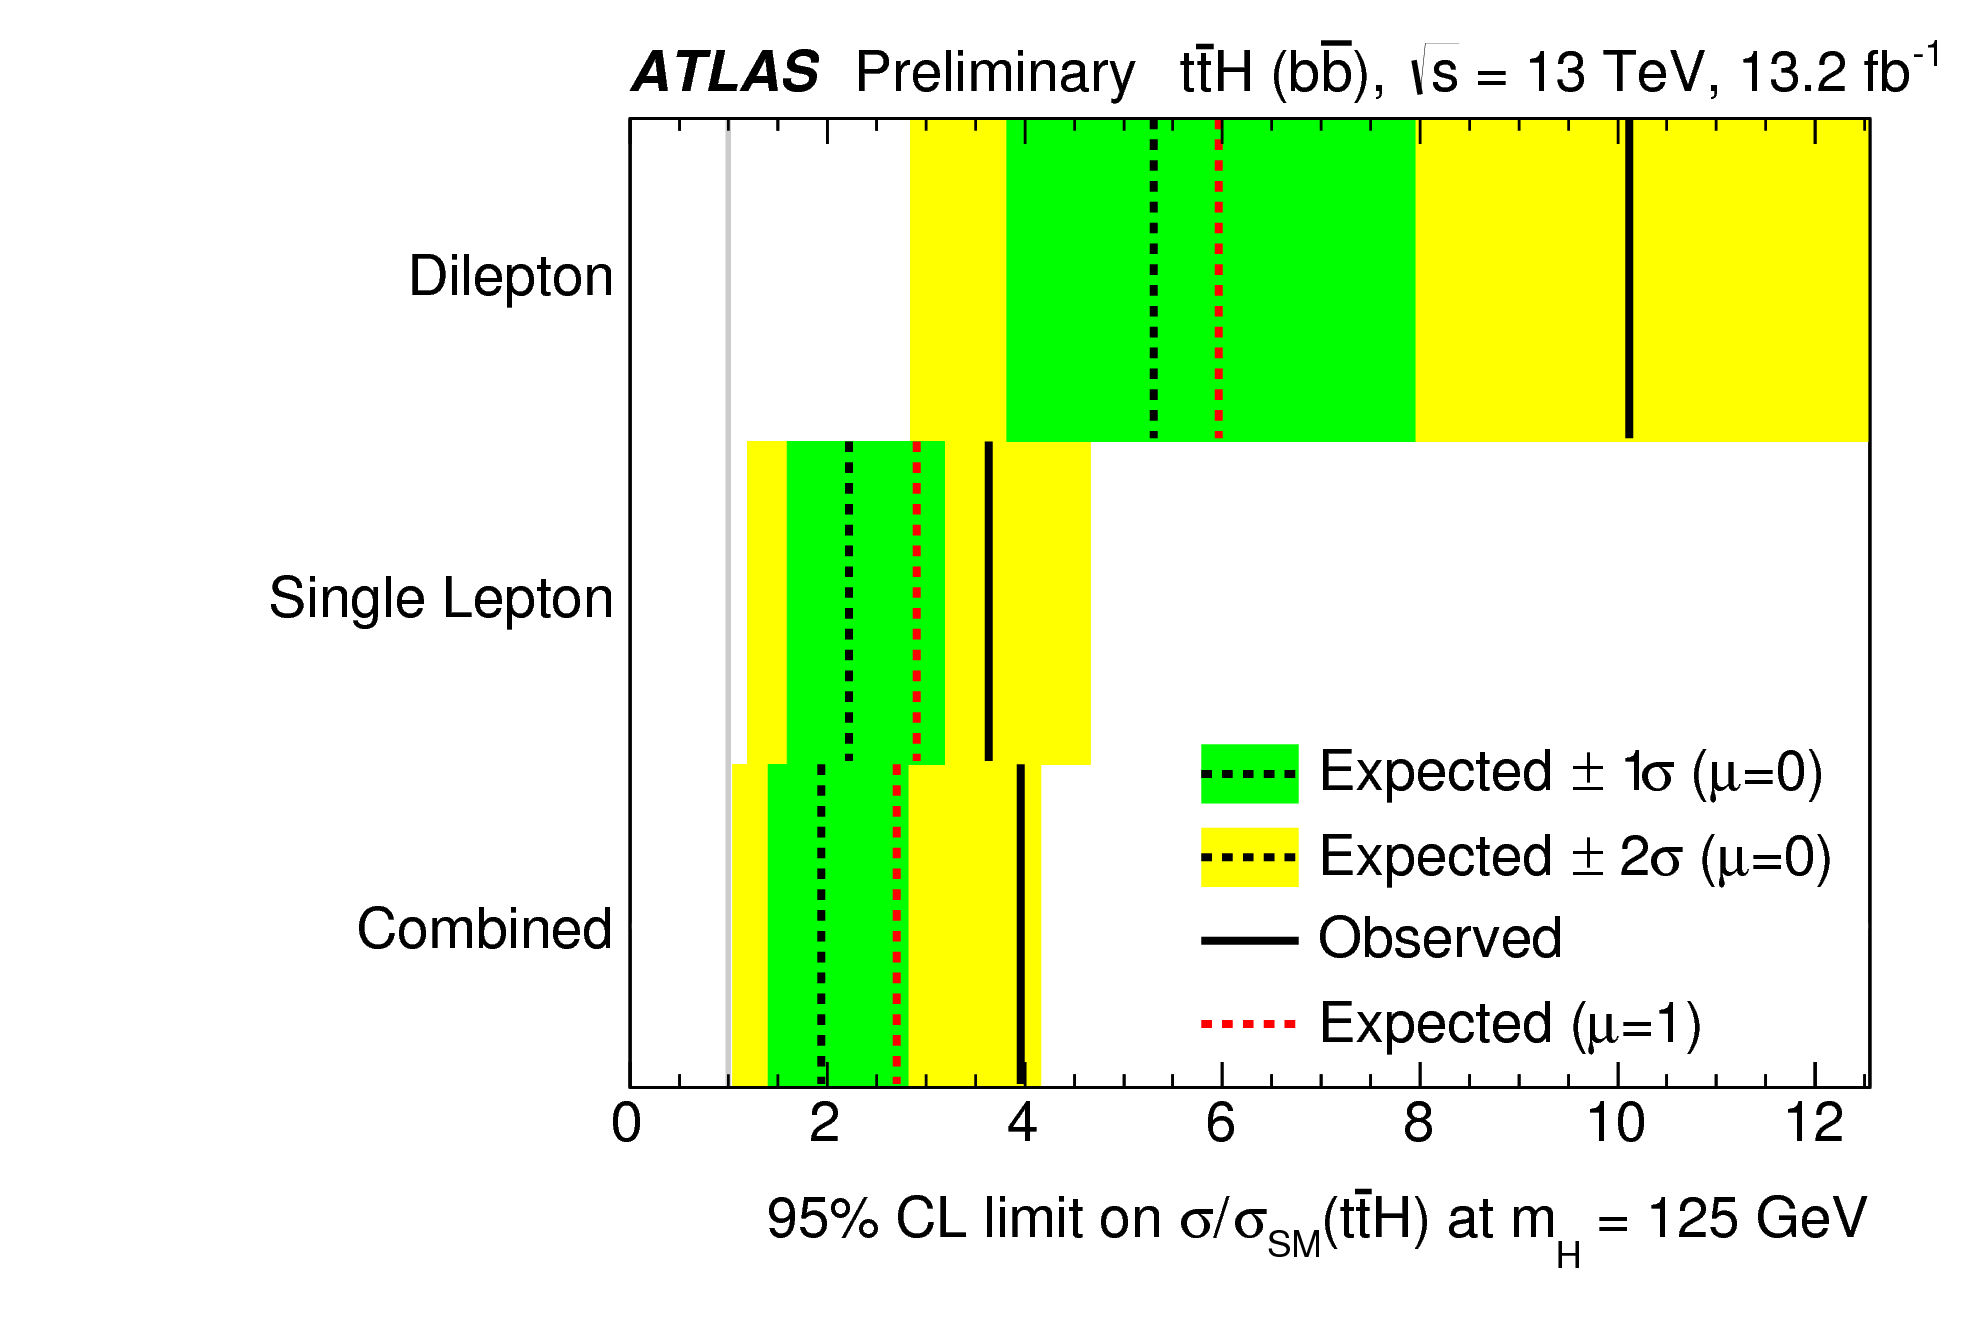 ATLAS Preliminary tt̄H (bb̄), √s = 13 TeV, 13.2 fb⁻¹
Dilepton
Single Lepton
Combined
Expected ± 1σ (μ=0)
Expected ± 2σ (μ=0)
Observed
Expected (μ=1)
0 2 4 6 8 10 12
95% CL limit on σ/σ_SM(tt̄H) at m_H = 125 GeV